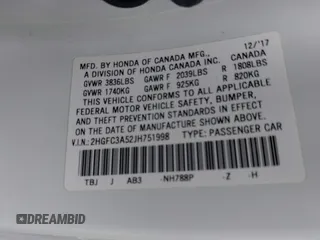 MFD. BY HONDA OF CANADA MFG., 12/'17
A DIVISION OF HONDA CANADA INC. CANADA
GVWR 3836LBS GAWR F 2039LBS R 1808LBS
GVWR 1740KG GAWR F 925KG R 820KG
THIS VEHICLE CONFORMS TO ALL APPLICABLE
FEDERAL MOTOR VEHICLE SAFETY, BUMPER,
AND THEFT PREVENTION STANDARDS IN EFFECT
ON THE DATE OF MANUFACTURE SHOWN ABOVE.
V.I.N.: 2HGFC3A52JH751998 TYPE: PASSENGER CAR
TBJ J AB3 -NH788P -Z -H
DREAMBID